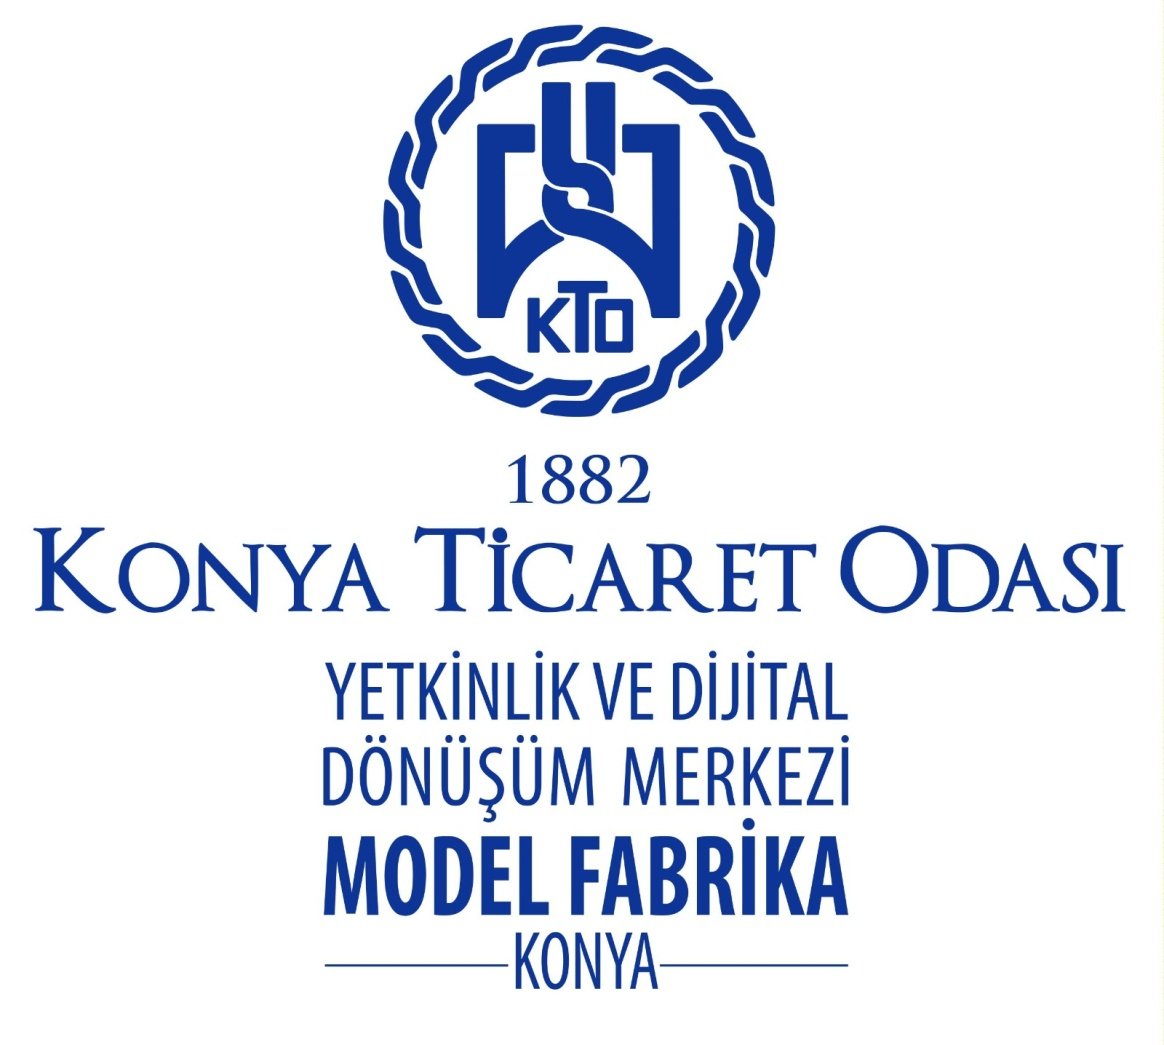 KTO
1882
KONYA TİCARET ODASI
YETKİNLİK VE DİJİTAL
DÖNÜŞÜM MERKEZİ
MODEL FABRİKA
KONYA